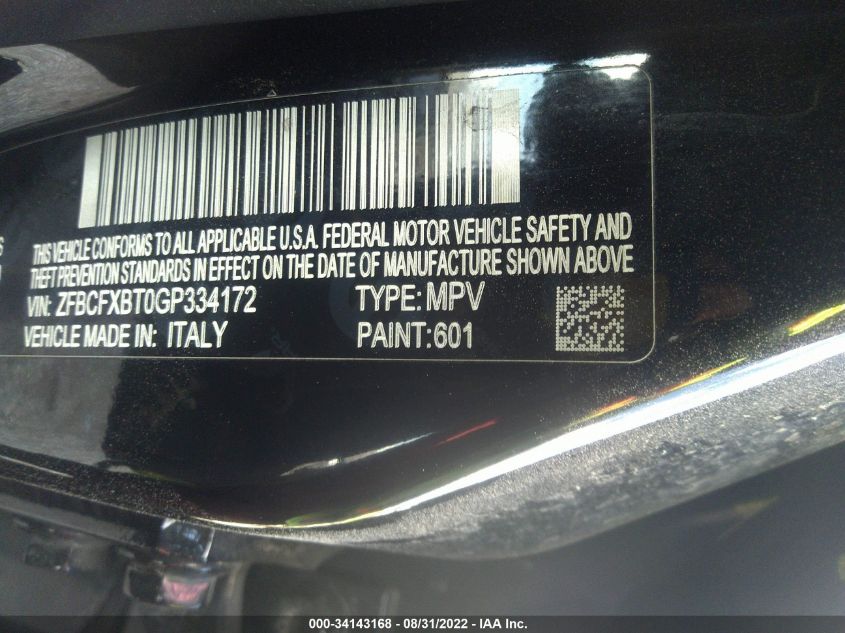 THIS VEHICLE CONFORMS TO ALL APPLICABLE U.S.A. FEDERAL MOTOR VEHICLE SAFETY AND
THEFT PREVENTION STANDARDS IN EFFECT ON THE DATE OF MANUFACTURE SHOWN ABOVE
VIN: ZFBCFXBT0GP334172 TYPE: MPV
VEHICLE MADE IN: ITALY PAINT:601
000-34143168 - 08/31/2022 - IAA Inc.